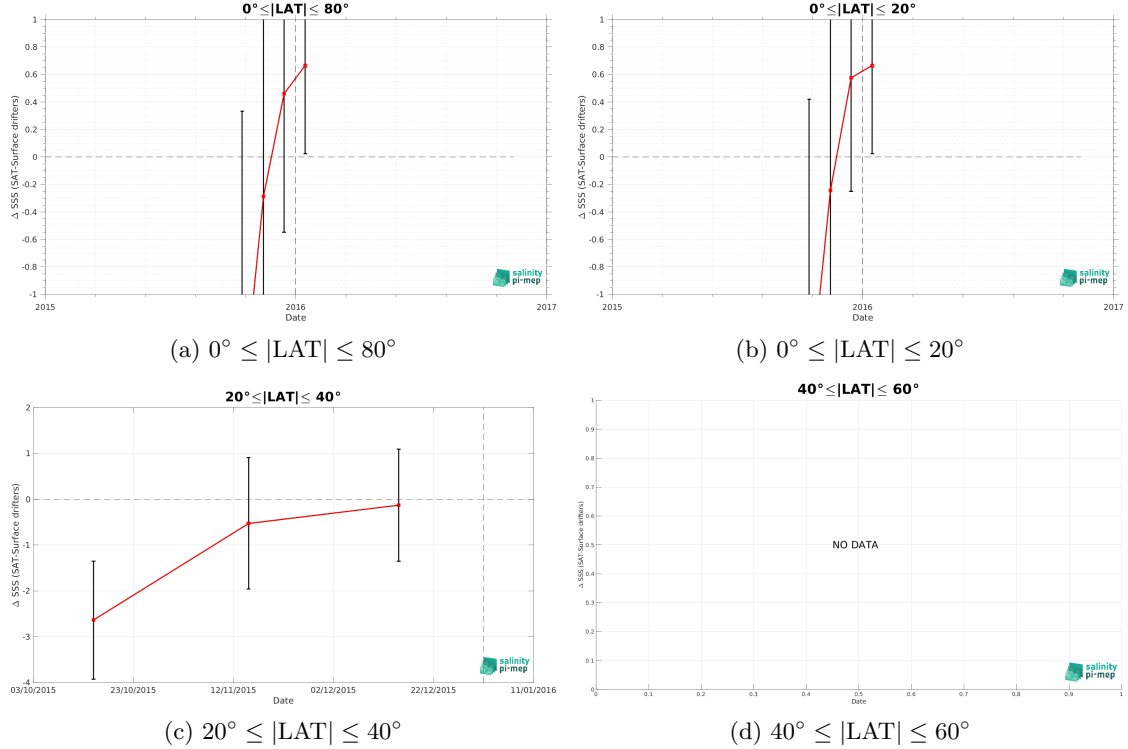 0°≤|LAT|≤ 80°
1
0.8
0.6
0.4
0.2
0
-0.2
-0.4
-0.6
-0.8
-1
Δ SSS (SAT-Surface drifters)
2015
2016
2017
Date
salinity
pi-mep
(a) 0° ≤ |LAT| ≤ 80°
0°≤|LAT|≤ 20°
1
0.8
0.6
0.4
0.2
0
-0.2
-0.4
-0.6
-0.8
-1
Δ SSS (SAT-Surface drifters)
2015
2016
2017
Date
salinity
pi-mep
(b) 0° ≤ |LAT| ≤ 20°
20°≤|LAT|≤ 40°
2
1
0
-1
-2
-3
-4
Δ SSS (SAT-Surface drifters)
03/10/2015
23/10/2015
12/11/2015
02/12/2015
22/12/2015
11/01/2016
Date
salinity
pi-mep
(c) 20° ≤ |LAT| ≤ 40°
40°≤|LAT|≤ 60°
1
0.9
0.8
0.7
0.6
0.5
0.4
0.3
0.2
0.1
0
Δ SSS (SAT-Surface drifters)
NO DATA
0
0.1
0.2
0.3
0.4
0.5
0.6
0.7
0.8
0.9
1
Date
salinity
pi-mep
(d) 40° ≤ |LAT| ≤ 60°